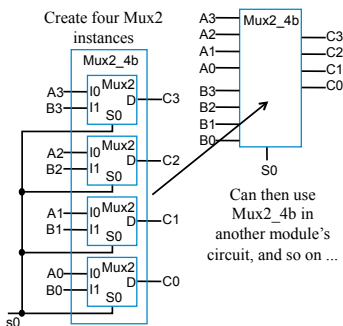 Create four Mux2
instances
Mux2_4b
A3 I0 Mux2
D C3
B3 I1
S0
A2 I0 Mux2
D C2
B2 I1
S0
A1 I0 Mux2
D C1
B1 I1
S0
A0 I0 Mux2
D C0
B0 I1
s0 S0
Mux2_4b
A3
A2
A1
A0
B3
B2
B1
B0
C3
C2
C1
C0
S0
Can then use
Mux2_4b in
another module's
circuit, and so on ...